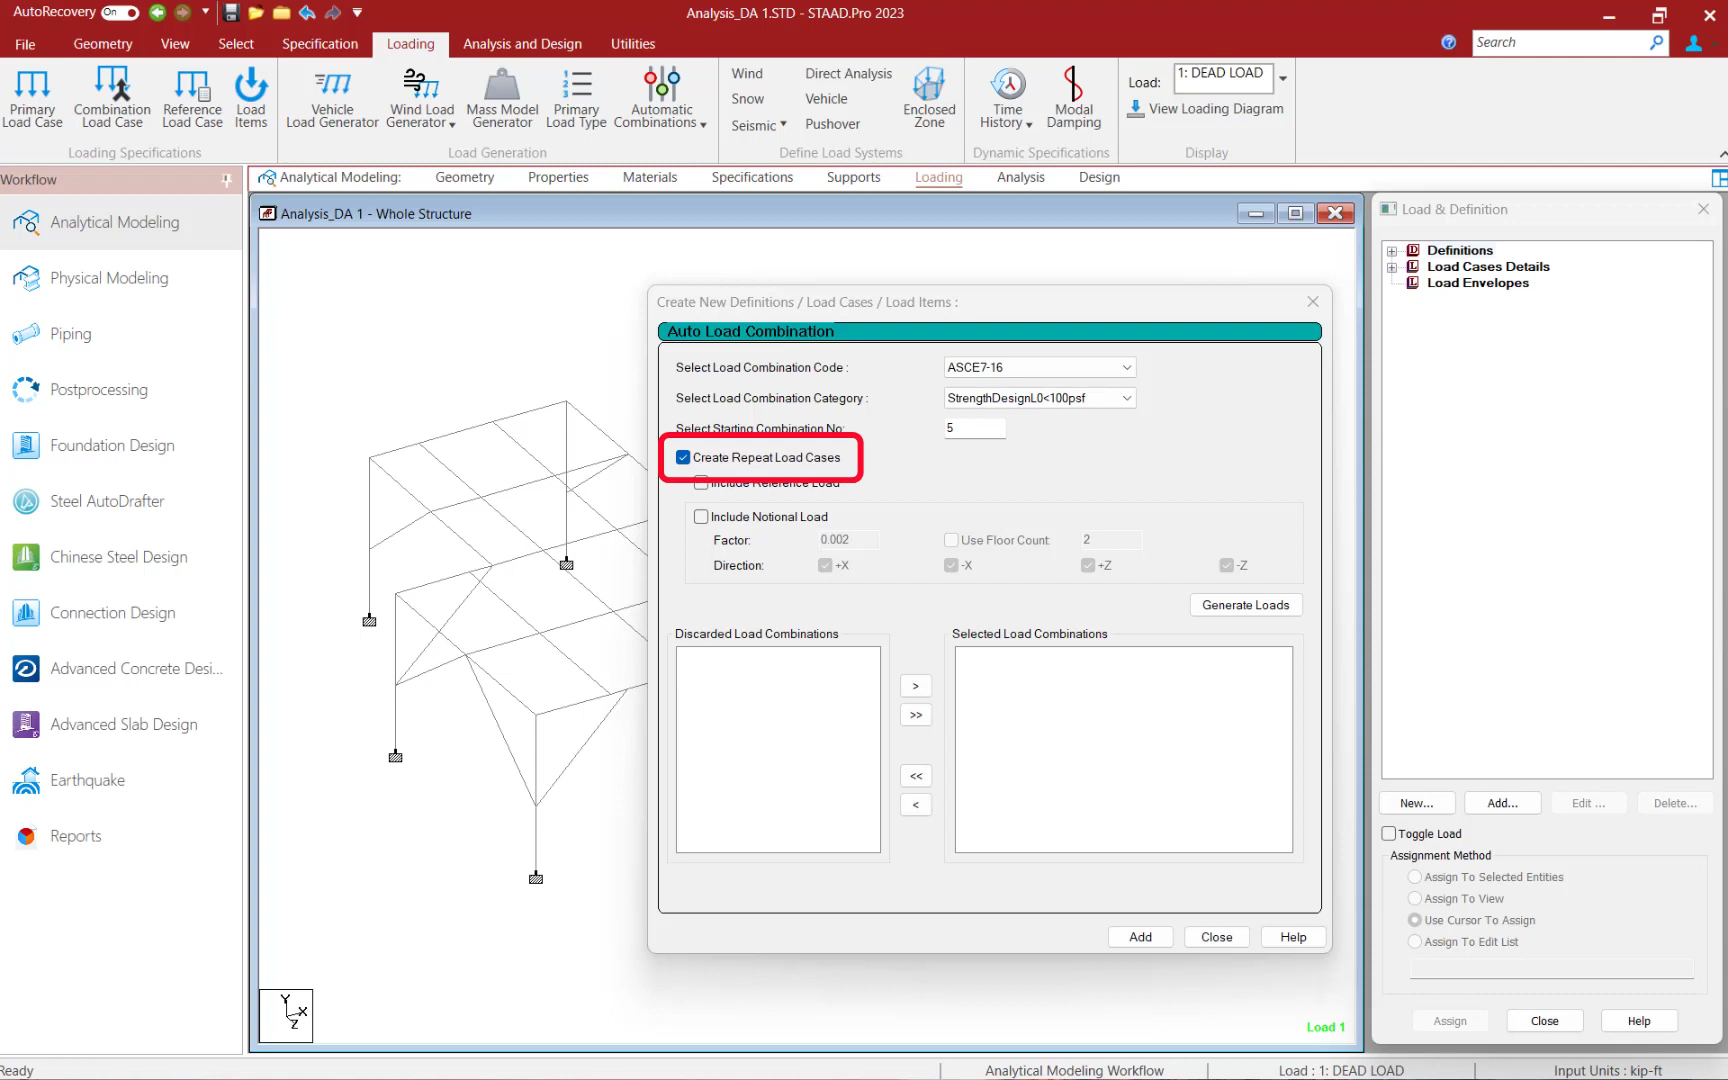 AutoRecovery On
Analysis_DA 1.STD - STAAD.Pro 2023
File Geometry View Select Specification Loading Analysis and Design Utilities
Search
Primary Load Case
Combination Load Case
Reference Load Case
Load Items
Loading Specifications
Vehicle Load Generator
Wind Load Generator
Mass Model Generator
Primary Load Type
Automatic Combinations
Load Generation
Wind
Snow
Seismic
Direct Analysis
Vehicle
Pushover
Enclosed Zone
Define Load Systems
Time History
Modal Damping
Dynamic Specifications
Load: 1: DEAD LOAD
View Loading Diagram
Display
Workflow
Analytical Modeling
Physical Modeling
Piping
Postprocessing
Foundation Design
Steel AutoDrafter
Chinese Steel Design
Connection Design
Advanced Concrete Desi...
Advanced Slab Design
Earthquake
Reports
Analytical Modeling: Geometry Properties Materials Specifications Supports Loading Analysis Design
Analysis_DA 1 - Whole Structure
Create New Definitions / Load Cases / Load Items :
Auto Load Combination
Select Load Combination Code : ASCE7-16
Select Load Combination Category : StrengthDesignL0<100psf
Select Starting Combination No: 5
Create Repeat Load Cases
Include Reference Load
Include Notional Load
Factor: 0.002 Use Floor Count: 2
Direction: +X -X +Z -Z
Generate Loads
Discarded Load Combinations
Selected Load Combinations
>
>>
<<
<
Add Close Help
Y
X
Z
Load 1
Load & Definition
Definitions
Load Cases Details
Load Envelopes
New... Add... Edit ... Delete...
Toggle Load
Assignment Method
Assign To Selected Entities
Assign To View
Use Cursor To Assign
Assign To Edit List
Assign Close Help
Ready
Analytical Modeling Workflow
Load : 1: DEAD LOAD
Input Units : kip-ft